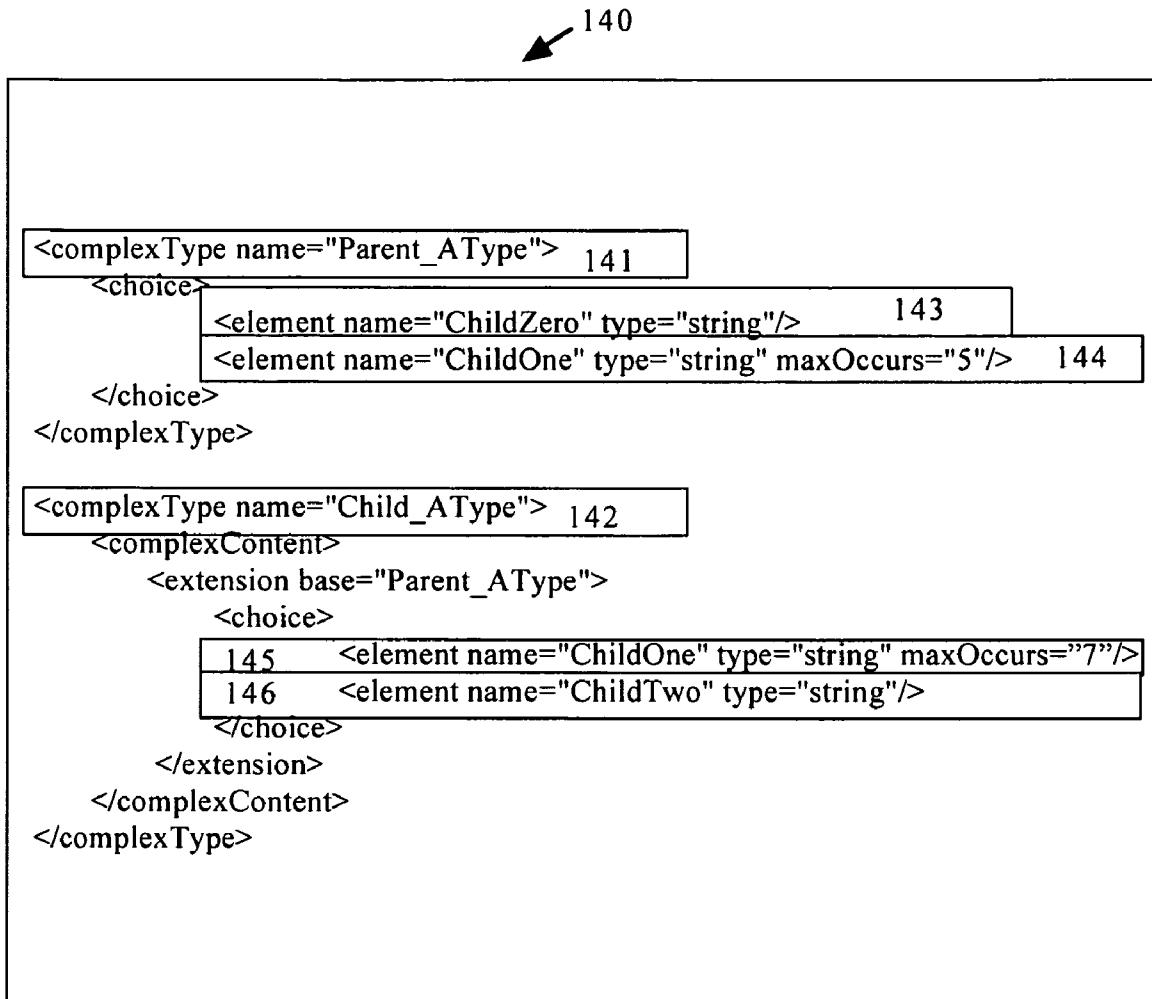 140
<complexType name="Parent_AType"> 141
<choice>
<element name="ChildZero" type="string"/> 143
<element name="ChildOne" type="string" maxOccurs="5"/> 144
</choice>
</complexType>
<complexType name="Child_AType"> 142
<complexContent>
<extension base="Parent_AType">
<choice>
145 <element name="ChildOne" type="string" maxOccurs=”7”/>
146 <element name="ChildTwo" type="string"/>
</choice>
</extension>
</complexContent>
</complexType>